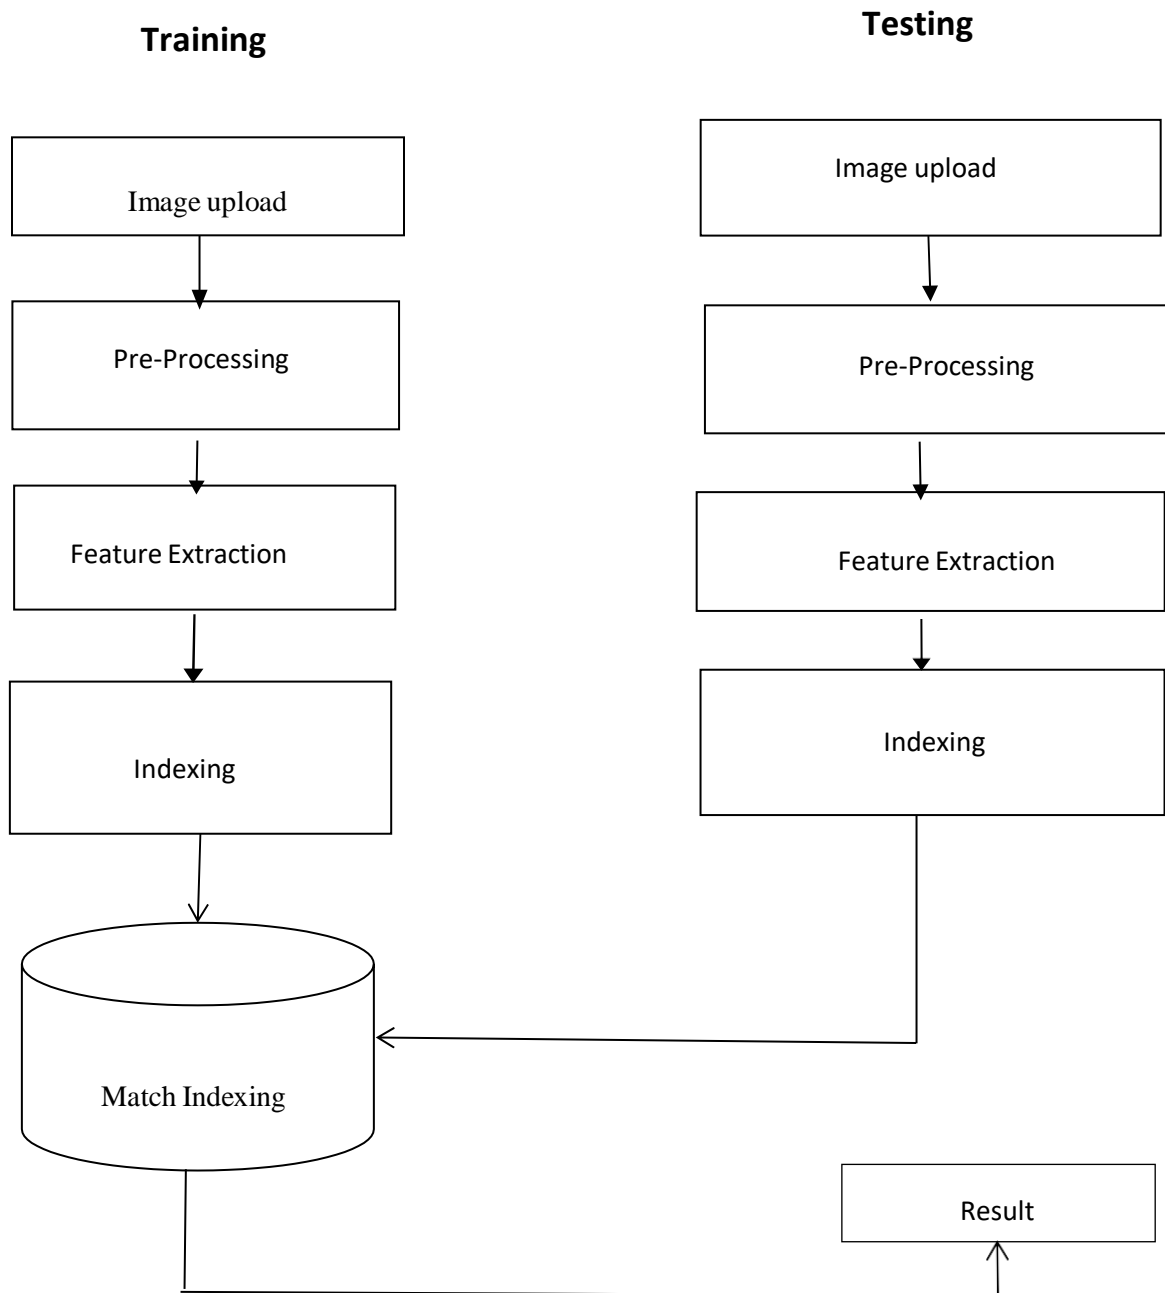 Training
Testing
Image upload
Image upload
Pre-Processing
Pre-Processing
Feature Extraction
Feature Extraction
Indexing
Indexing
Match Indexing
Result